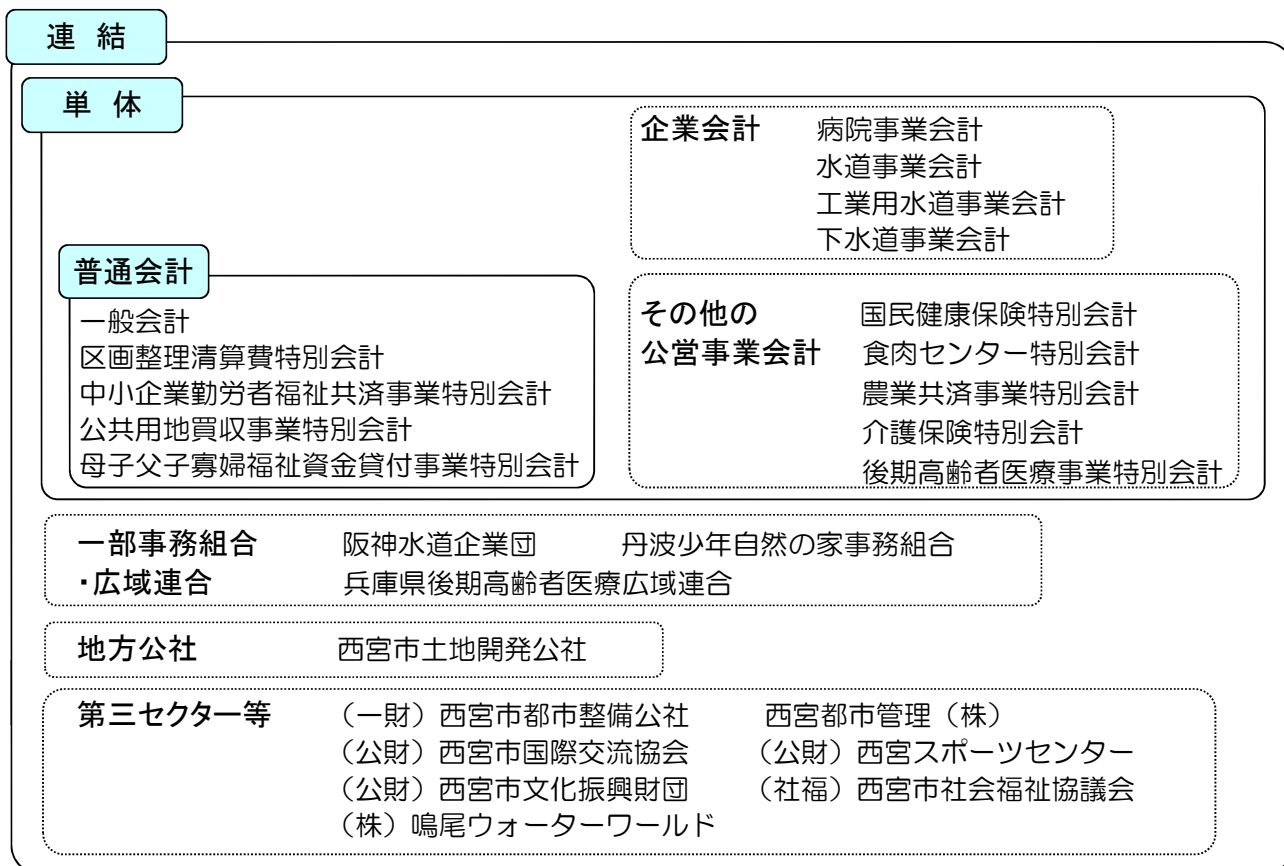 連 結
単 体
企業会計 病院事業会計
水道事業会計
工業用水道事業会計
下水道事業会計
普通会計
一般会計
区画整理清算費特別会計
中小企業勤労者福祉共済事業特別会計
公共用地買収事業特別会計
母子父子寡婦福祉資金貸付事業特別会計
その他の 国民健康保険特別会計
公営事業会計 食肉センター特別会計
農業共済事業特別会計
介護保険特別会計
後期高齢者医療事業特別会計
一部事務組合 阪神水道企業団 丹波少年自然の家事務組合
・広域連合 兵庫県後期高齢者医療広域連合
地方公社 西宮市土地開発公社
第三セクター等 （一財）西宮市都市整備公社 西宮都市管理（株）
（公財）西宮市国際交流協会 （公財）西宮スポーツセンター
（公財）西宮市文化振興財団 （社福）西宮市社会福祉協議会
（株）鳴尾ウォーターワールド